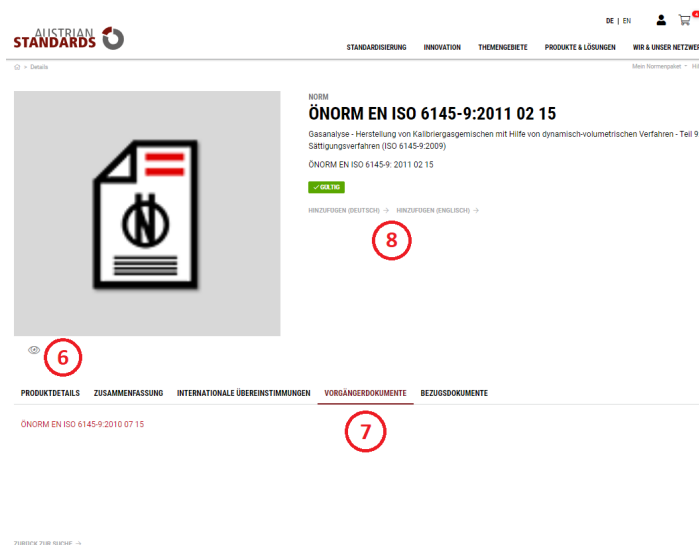 DE | EN
AUSTRIAN
STANDARDS
STANDARDISIERUNG INNOVATION THEMENGEBIETE PRODUKTE & LÖSUNGEN WIR & UNSER NETZWER
> Details
Mein Normenpaket
NORM
ÖNORM EN ISO 6145-9:2011 02 15
Gasanalyse - Herstellung von Kalibriergasgemischen mit Hilfe von dynamisch-volumetrischen Verfahren - Teil 9
Sättigungsverfahren (ISO 6145-9:2009)
ÖNORM EN ISO 6145-9: 2011 02 15
✓ GÜLTIG
HINZUFÜGEN (DEUTSCH) → HINZUFÜGEN (ENGLISCH) →
8
6
PRODUKTDETAILS ZUSAMMENFASSUNG INTERNATIONALE ÜBEREINSTIMMUNGEN VORGÄNGERDOKUMENTE BEZUGSDOKUMENTE
ÖNORM EN ISO 6145-9:2010 07 15
7
ZURÜCK ZUR SUCHE →